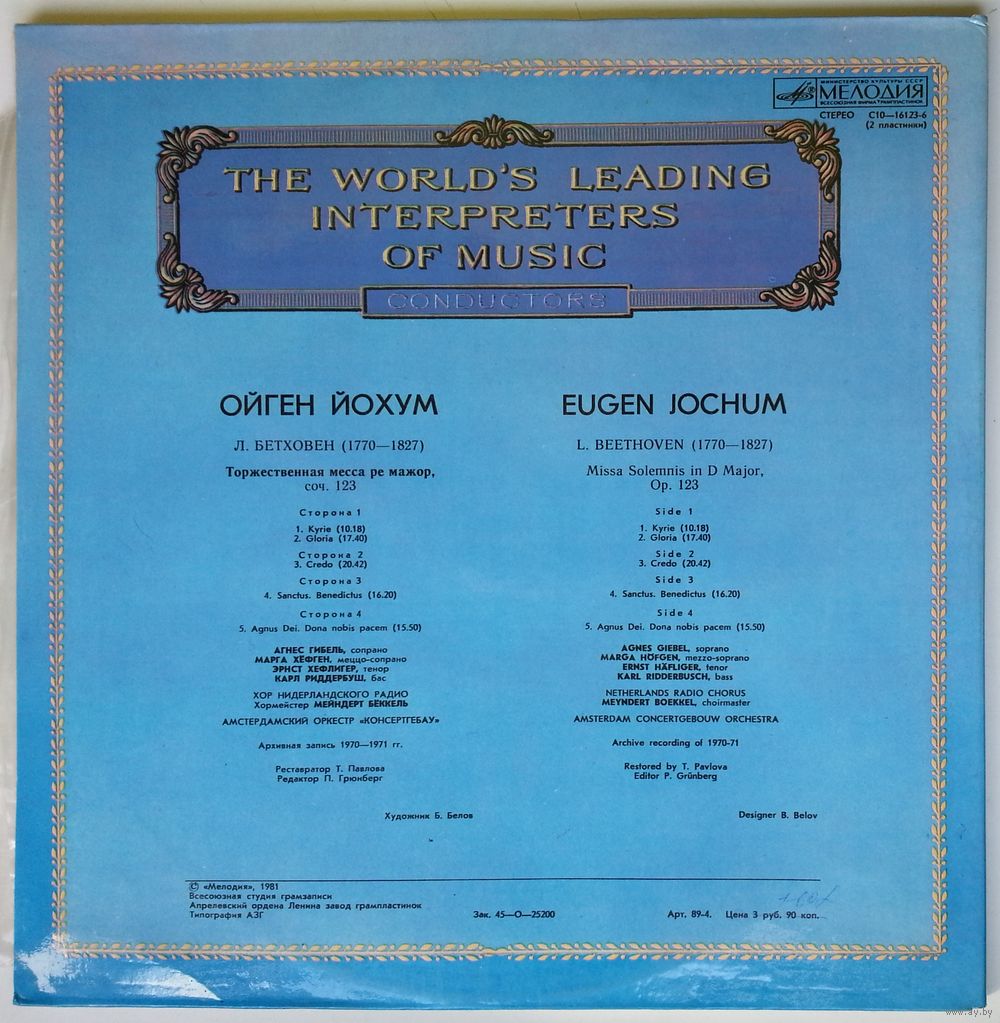 МИНИСТЕРСТВО КУЛЬТУРЫ СССР
МЕЛОДИЯ
ВСЕСОЮЗНАЯ ФИРМА ГРАМПЛАСТИНОК
СТЕРЕО С10—16123-6
(2 пластинки)
THE WORLD'S LEADING
INTERPRETERS
OF MUSIC
CONDUCTORS
ОЙГЕН ЙОХУМ
Л. БЕТХОВЕН (1770—1827)
Торжественная месса ре мажор,
соч. 123
Сторона 1
1. Kyrie (10.18)
2. Gloria (17.40)
Сторона 2
3. Credo (20.42)
Сторона 3
4. Sanctus. Benedictus (16.20)
Сторона 4
5. Agnus Dei. Dona nobis pacem (15.50)
АГНЕС ГИБЕЛЬ, сопрано
МАРГА ХЁФГЕН, меццо-сопрано
ЭРНСТ ХЕФЛИГЕР, тенор
КАРЛ РИДДЕРБУШ, бас
ХОР НИДЕРЛАНДСКОГО РАДИО
Хормейстер МЕЙНДЕРТ БЁККЕЛЬ
АМСТЕРДАМСКИЙ ОРКЕСТР «КОНСЕРТГЕБАУ»
Архивная запись 1970—1971 гг.
Реставратор Т. Павлова
Редактор П. Грюнберг
Художник Б. Белов
EUGEN JOCHUM
L. BEETHOVEN (1770—1827)
Missa Solemnis in D Major,
Op. 123
Side 1
1. Kyrie (10.18)
2. Gloria (17.40)
Side 2
3. Credo (20.42)
Side 3
4. Sanctus. Benedictus (16.20)
Side 4
5. Agnus Dei. Dona nobis pacem (15.50)
AGNES GIEBEL, soprano
MARGA HÖFGEN, mezzo-soprano
ERNST HÄFLIGER, tenor
KARL RIDDERBUSCH, bass
NETHERLANDS RADIO CHORUS
MEYNDERT BOEKKEL, choirmaster
AMSTERDAM CONCERTGEBOUW ORCHESTRA
Archive recording of 1970-71
Restored by T. Pavlova
Editor P. Grünberg
Designer B. Belov
© «Мелодия», 1981
Всесоюзная студия грамзаписи
Апрелевский ордена Ленина завод грампластинок
Типография АЗГ
Зак. 45—О—25200
Арт. 89-4. Цена 3 руб. 90 коп.
www.ay.by